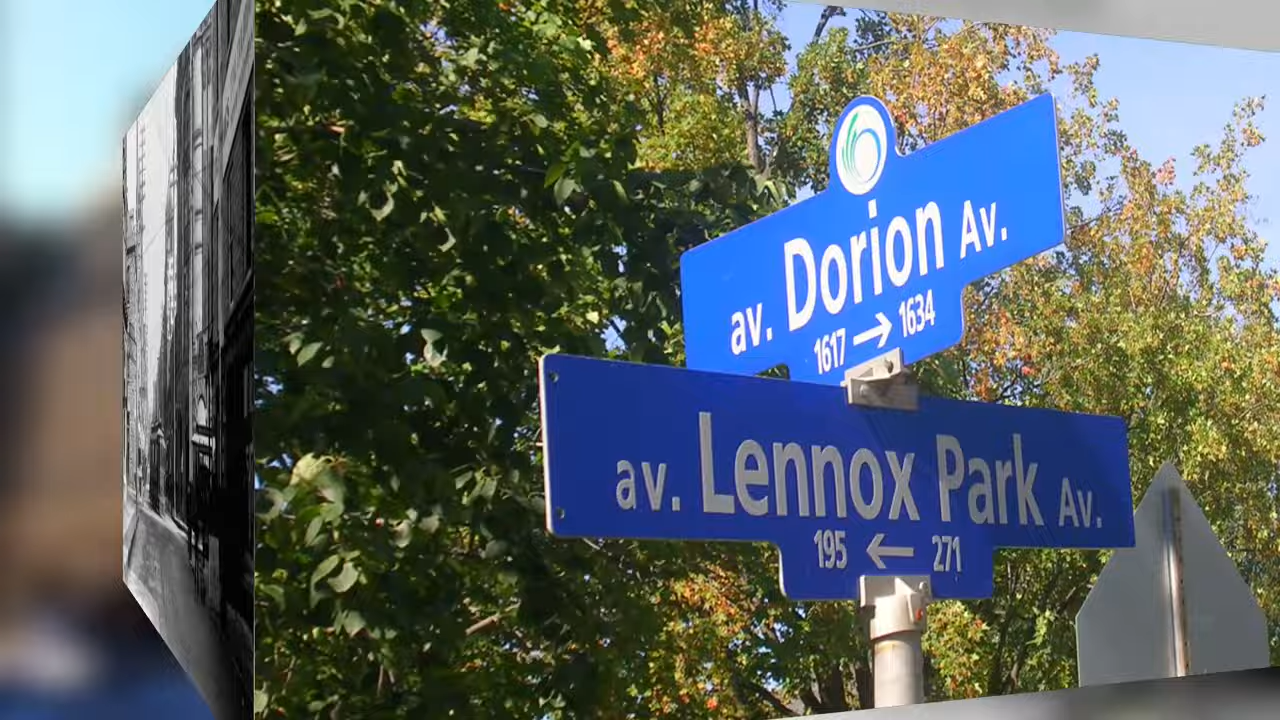 av. Dorion Av.
1617 → 1634
av. Lennox Park Av.
195 ← 271